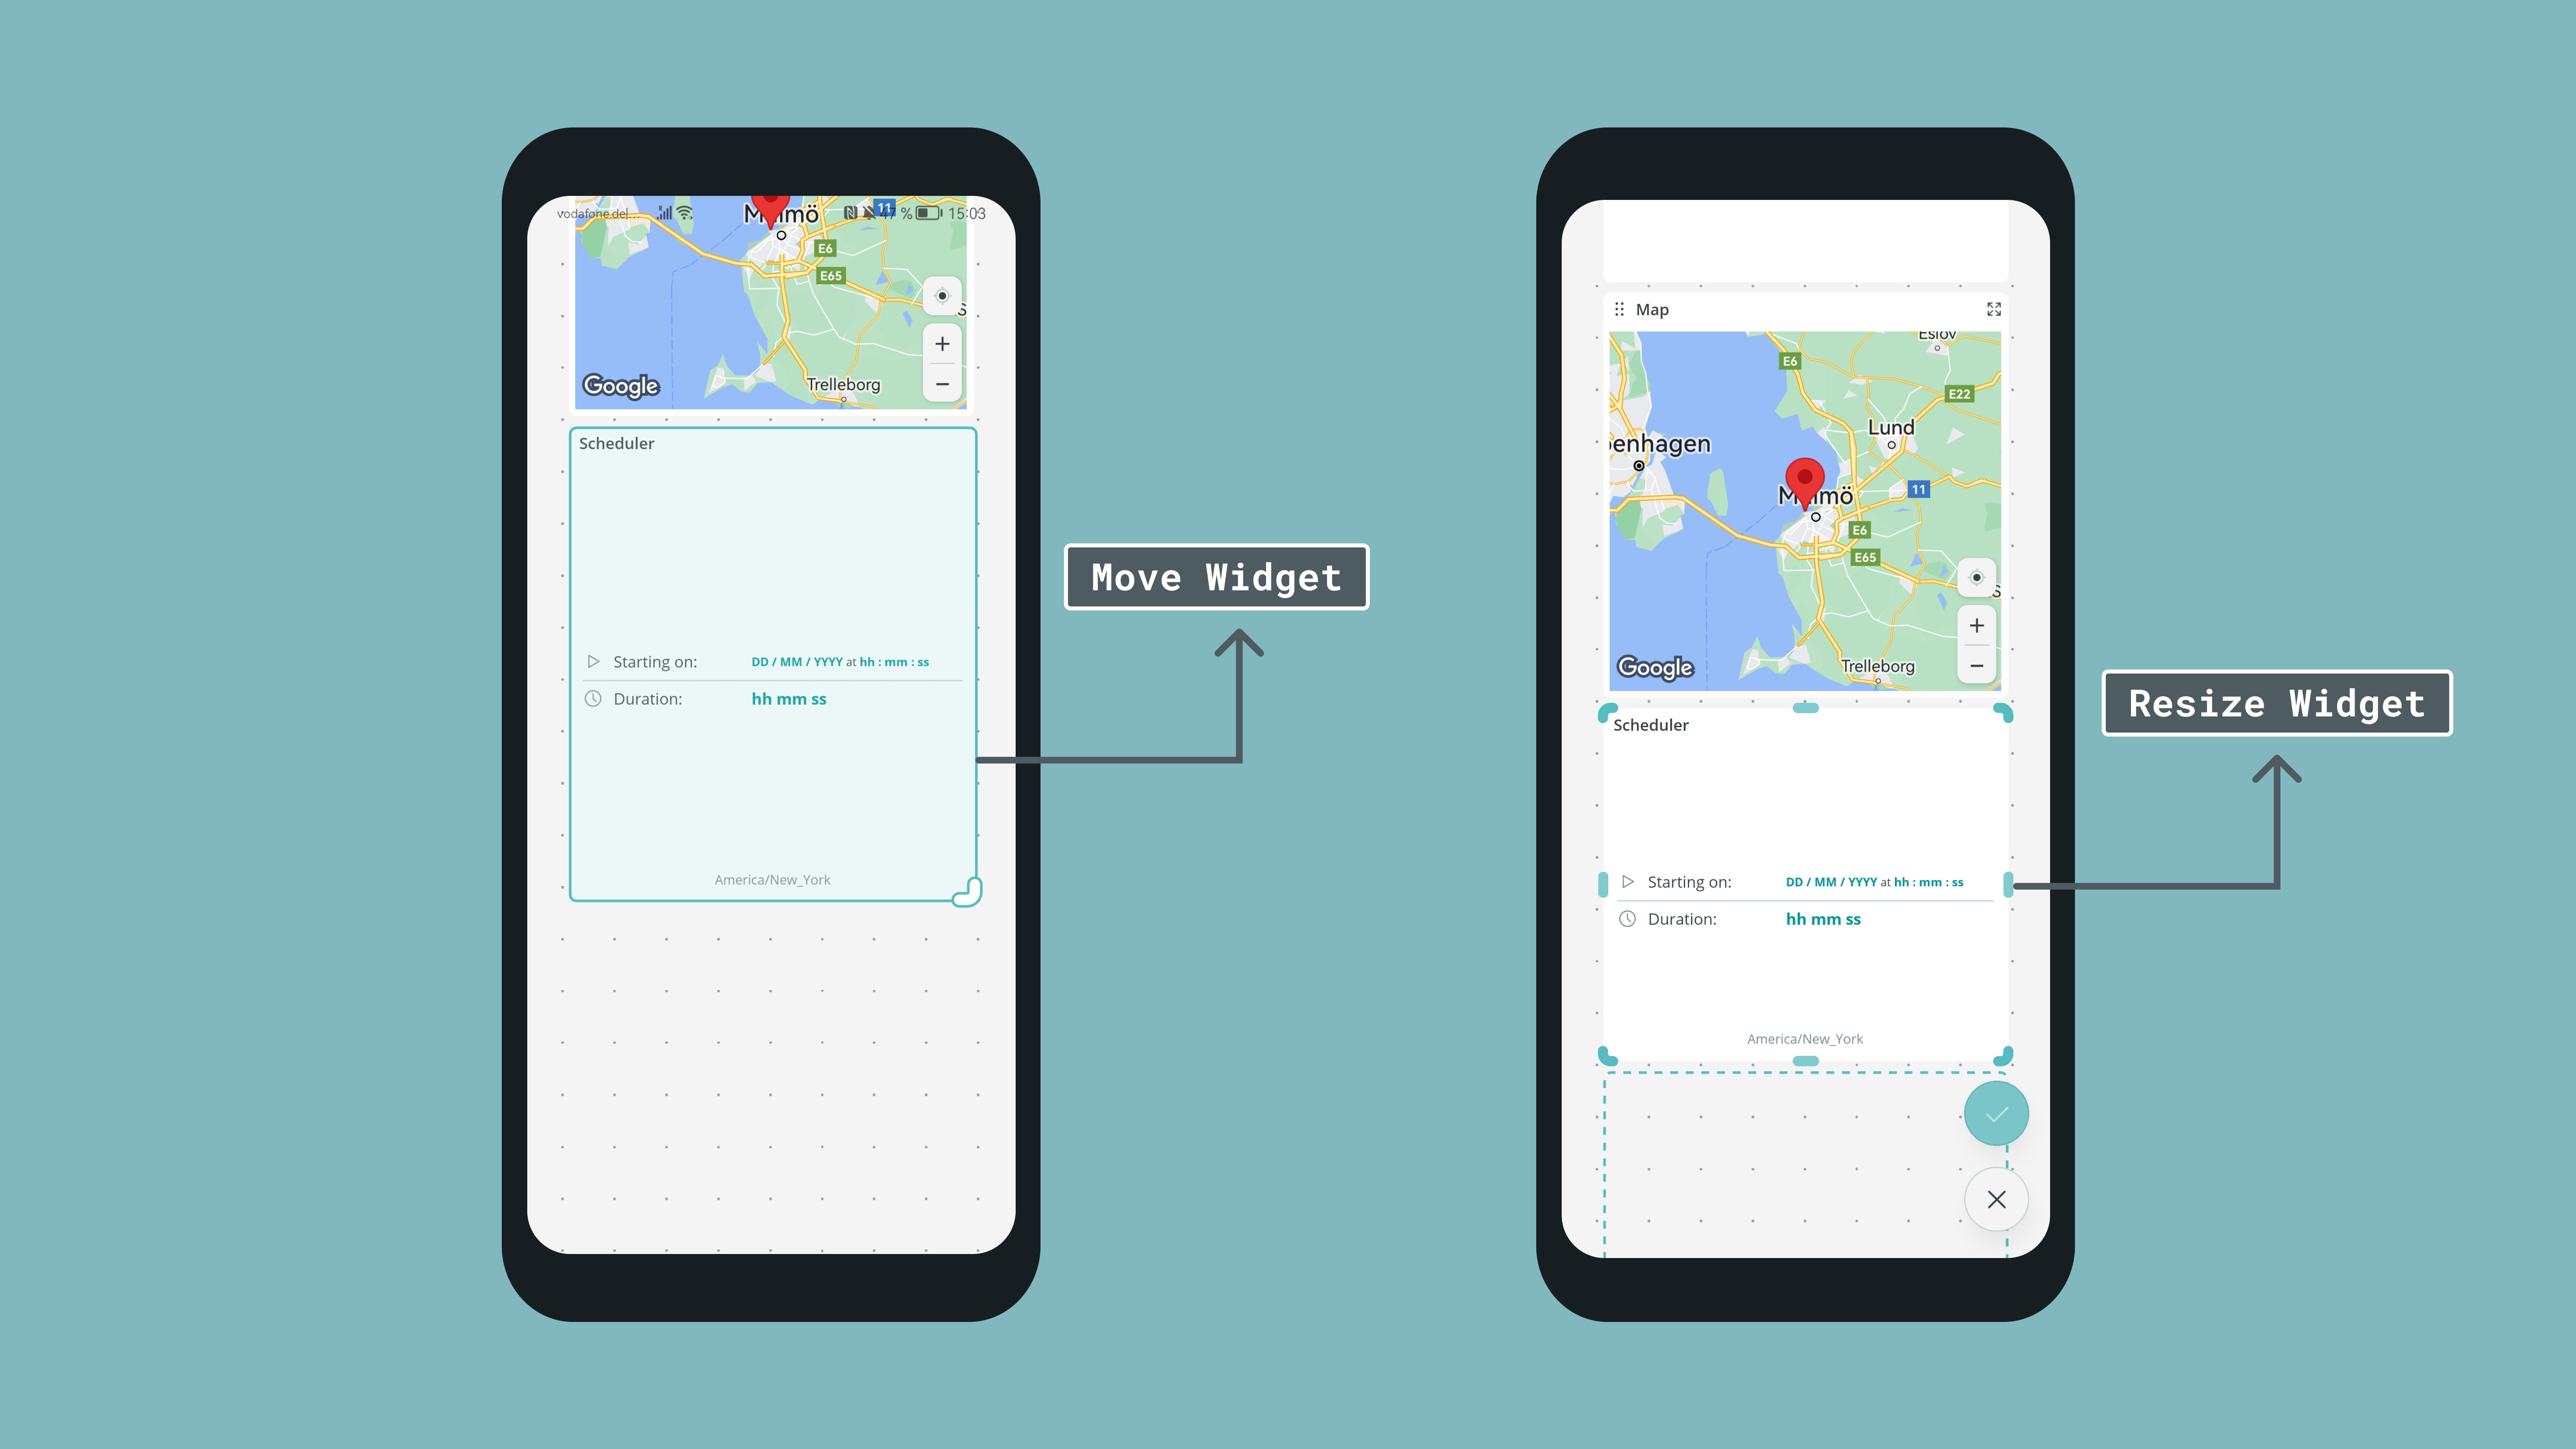 vodafone.de|...
47 % 15:03
Malmö
11
E6
E65
S
+
−
Trelleborg
Google
Scheduler
Starting on: DD / MM / YYYY at hh : mm : ss
Duration: hh mm ss
America/New_York
Move Widget
Map
Eslöv
E6
E22
Lund
enhagen
11
Malmö
E6
E65
S
+
−
Trelleborg
Google
Scheduler
Starting on: DD / MM / YYYY at hh : mm : ss
Duration: hh mm ss
America/New_York
Resize Widget